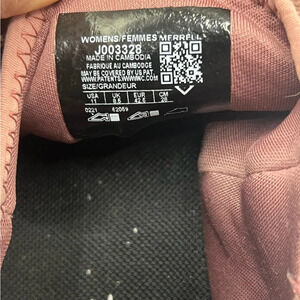 WOMENS/FEMMES MERRELL
J003328
MADE IN CAMBODIA
FABRIQUE AU CAMBODGE
MAY BE COVERED BY US PAT.
WWW.PATENTS.WWWINC.COM
SIZE/GRANDEUR
USA UK EUR CM
11 8.5 42.5 28
0221 62059